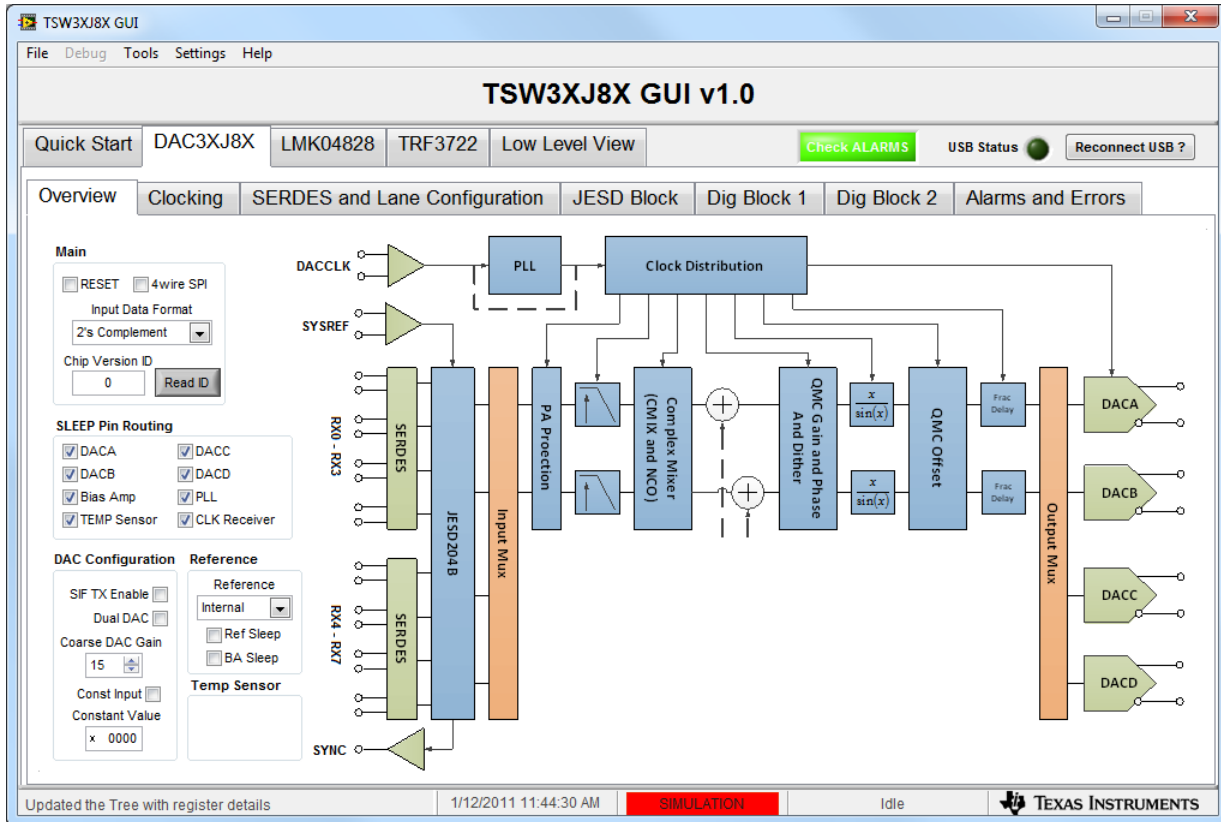 TSW3XJ8X GUI
File Debug Tools Settings Help
TSW3XJ8X GUI v1.0
Quick Start DAC3XJ8X LMK04828 TRF3722 Low Level View Check ALARMS USB Status Reconnect USB ?
Overview Clocking SERDES and Lane Configuration JESD Block Dig Block 1 Dig Block 2 Alarms and Errors
Main
RESET 4wire SPI
Input Data Format
2's Complement
Chip Version ID
0 Read ID
SLEEP Pin Routing
DACA DACC
DACB DACD
Bias Amp PLL
TEMP Sensor CLK Receiver
DAC Configuration
SIF TX Enable
Dual DAC
Coarse DAC Gain
15
Const Input
Constant Value
x 0000
Reference
Reference
Internal
Ref Sleep
BA Sleep
Temp Sensor
DACCLK
PLL
Clock Distribution
SYSREF
RX0 - RX3
SERDES
RX4 - RX7
SERDES
SYNC
JESD204B
Input Mux
PA Proection
Complex Mixer
(CMIX and NCO)
QMC Gain and Phase
And Dither
x
sin(x)
x
sin(x)
QMC Offset
Frac
Delay
Frac
Delay
Output Mux
DACA
DACB
DACC
DACD
Updated the Tree with register details 1/12/2011 11:44:30 AM SIMULATION Idle TEXAS INSTRUMENTS